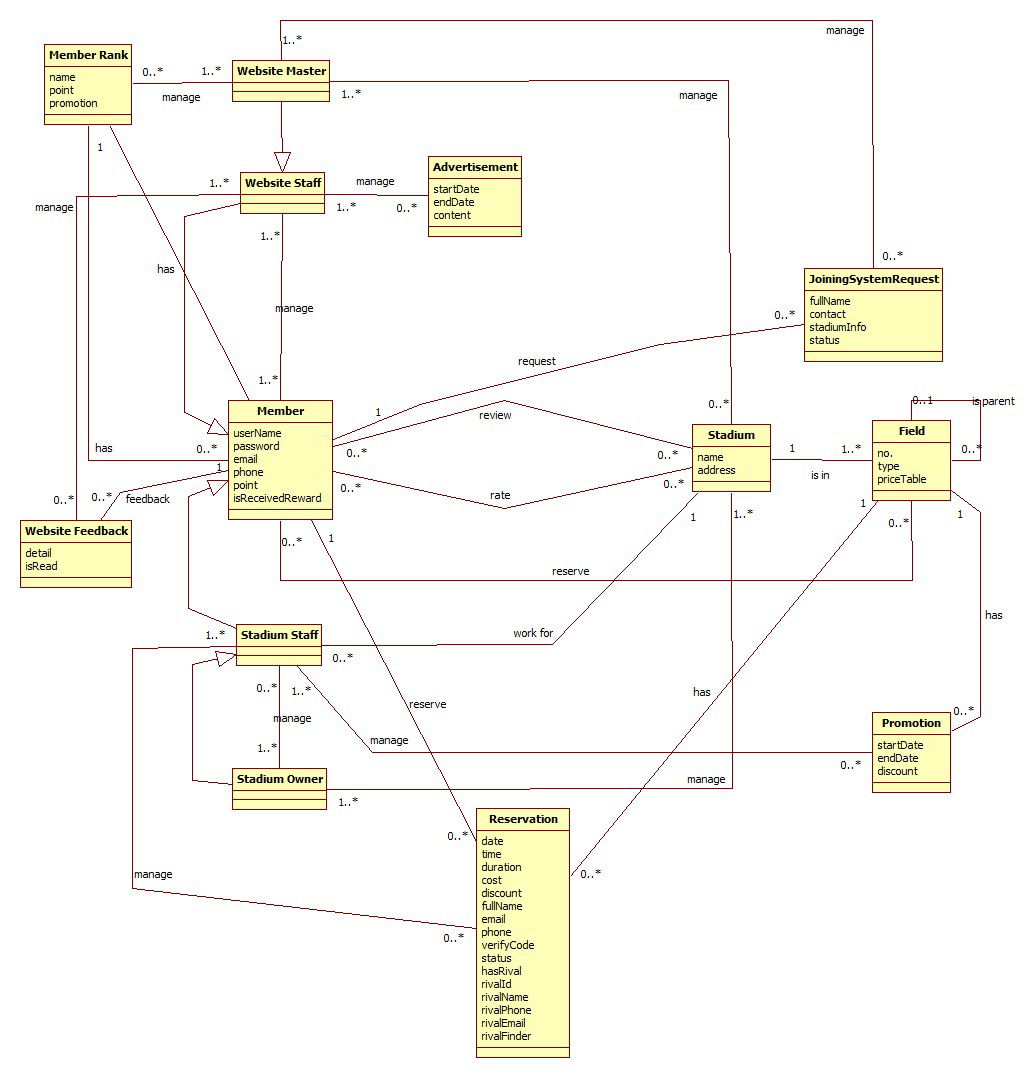 manage
1..*
Member Rank
name
point
promotion
0..*
1..*
manage
Website Master
1..*
manage
1
Website Staff
1..*
manage
manage
1..*
0..*
Advertisement
startDate
endDate
content
1..*
has
manage
1..*
0..*
JoiningSystemRequest
fullName
contact
stadiumInfo
status
0..*
request
1
review
Member
userName
password
email
phone
point
isReceivedReward
has
0..*
1
0..*
0..*
rate
0..*
Stadium
name
address
0..*
0..*
1
1..*
1
is in
1..*
Field
no.
type
priceTable
0..1
is parent
0..*
1
0..*
1
0..*
0..*
feedback
Website Feedback
detail
isRead
0..*
1
reserve
has
Stadium Staff
1..*
0..*
work for
0..*
1..*
manage
1..*
reserve
manage
has
Stadium Owner
1..*
manage
0..*
0..*
Promotion
startDate
endDate
discount
manage
0..*
0..*
0..*
Reservation
date
time
duration
cost
discount
fullName
email
phone
verifyCode
status
hasRival
rivalId
rivalName
rivalPhone
rivalEmail
rivalFinder